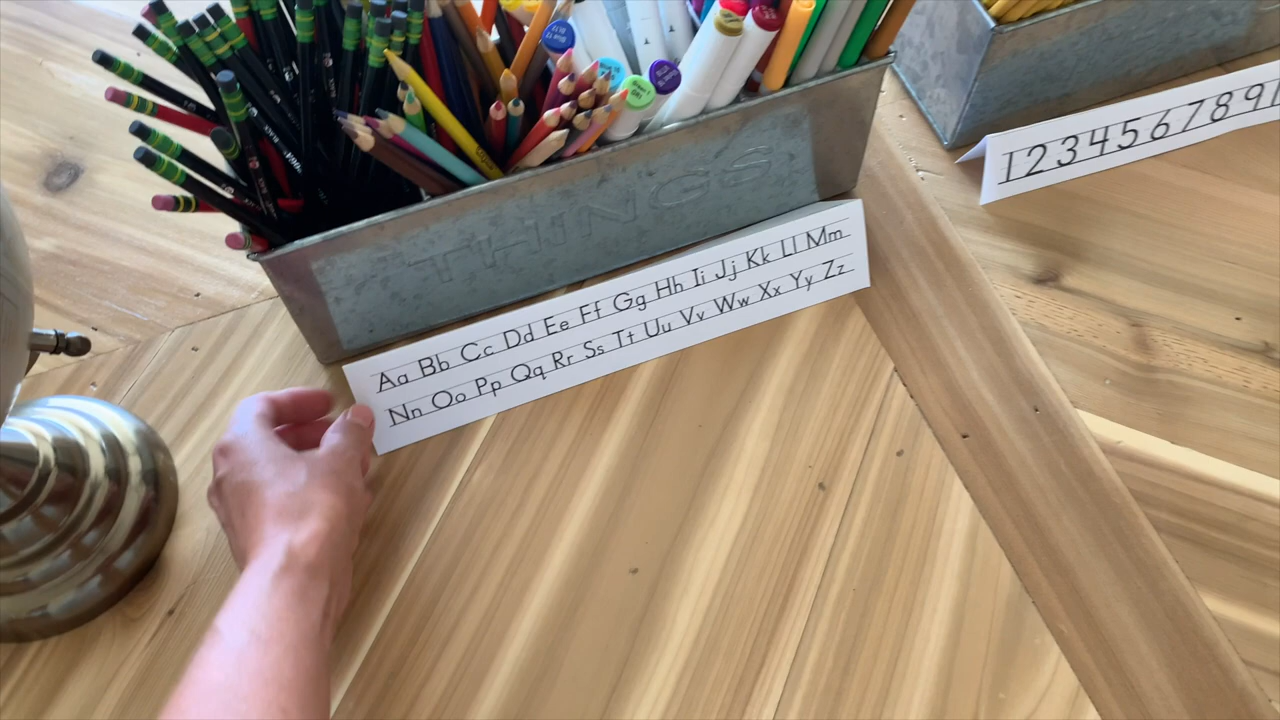 THINGS
Aa Bb Cc Dd Ee Ff Gg Hh Ii Jj Kk Ll Mm
Nn Oo Pp Qq Rr Ss Tt Uu Vv Ww Xx Yy Zz
1234567891